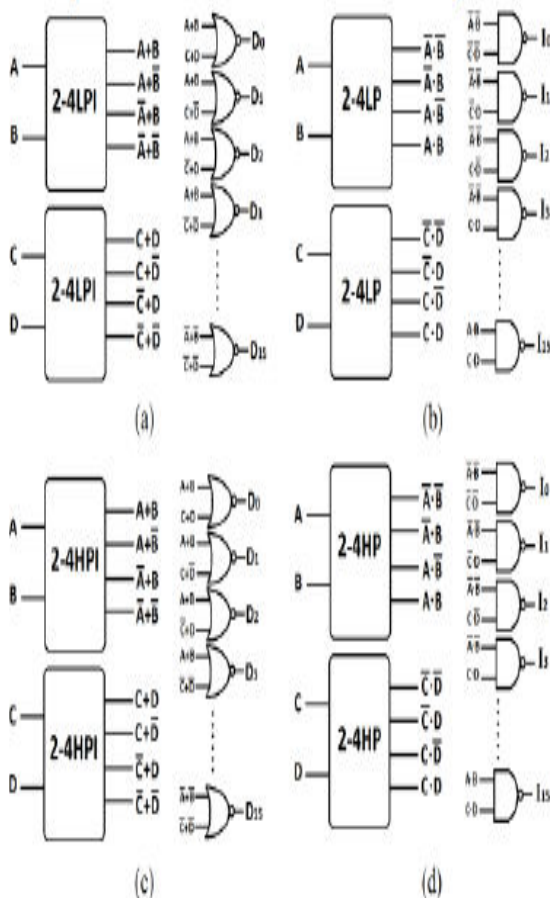 A
B
2-4LPI
A+B
A+B̅
A̅+B
A̅+B̅
C
D
2-4LPI
C+D
C+D̅
C̅+D
C̅+D̅
A+B
C+D
D₀
A+B
C+D̅
D₁
A+B
C̅+D
D₂
A+B
C̅+D̅
D₃
A̅+B̅
C̅+D̅
D₁₅
(a)
A
B
2-4LP
A̅·B̅
A̅·B
A·B̅
A·B
C
D
2-4LP
C̅·D̅
C̅·D
C·D̅
C·D
A̅·B̅
C̅·D̅
I₀
A̅·B̅
C̅·D
I₁
A̅·B̅
C·D̅
I₂
A̅·B̅
C·D
I₃
A·B
C·D
I₁₅
(b)
A
B
2-4HPI
A+B
A+B̅
A̅+B
A̅+B̅
C
D
2-4HPI
C+D
C+D̅
C̅+D
C̅+D̅
A+B
C+D
D₀
A+B
C+D̅
D₁
A+B
C̅+D
D₂
A+B
C̅+D̅
D₃
A̅+B̅
C̅+D̅
D₁₅
(c)
A
B
2-4HP
A̅·B̅
A̅·B
A·B̅
A·B
C
D
2-4HP
C̅·D̅
C̅·D
C·D̅
C·D
A̅·B̅
C̅·D̅
I₀
A̅·B̅
C̅·D
I₁
A̅·B̅
C·D̅
I₂
A̅·B̅
C·D
I₃
A·B
C·D
I₁₅
(d)